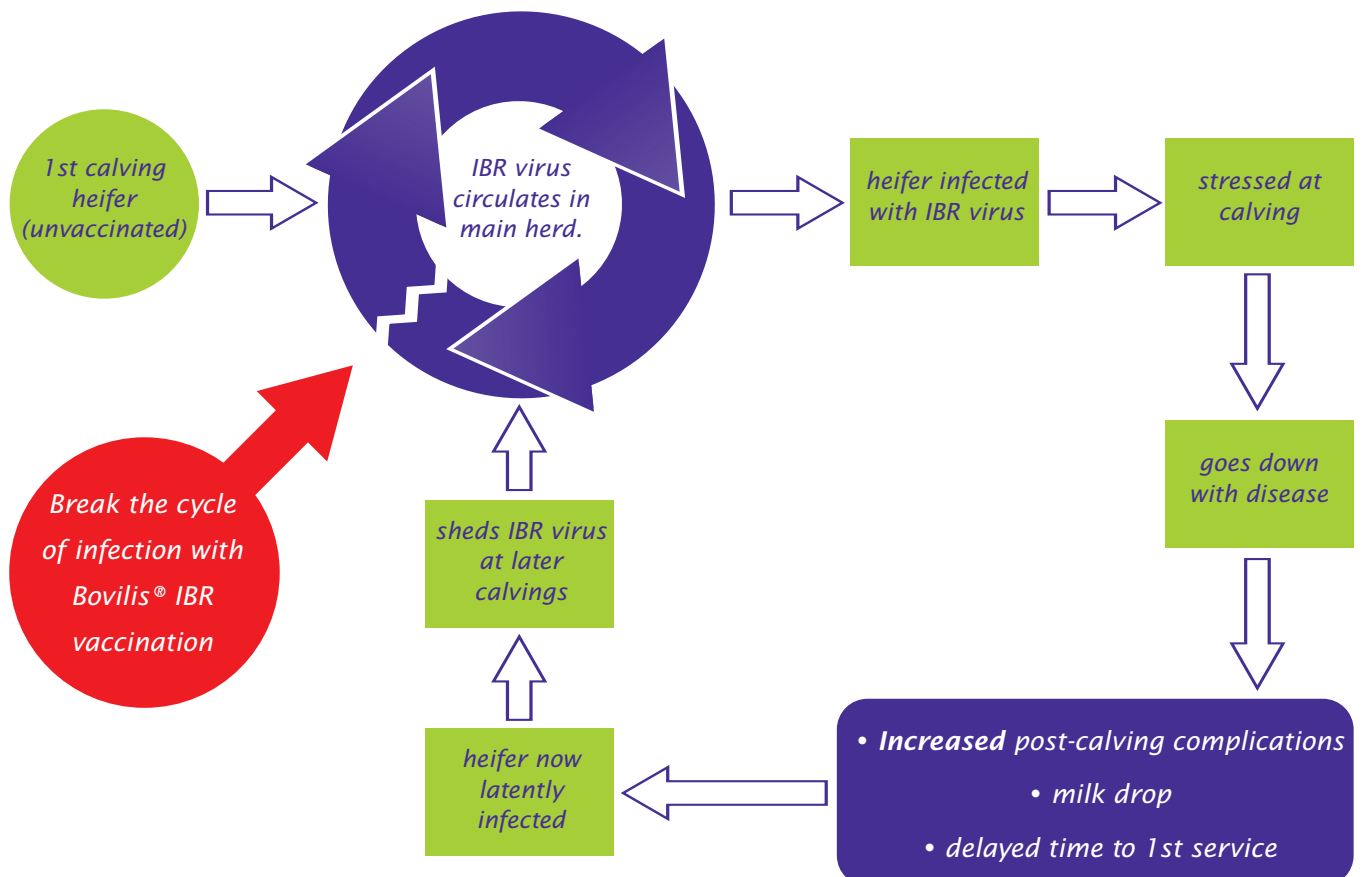 1st calving
heifer
(unvaccinated)
IBR virus
circulates in
main herd.
heifer infected
with IBR virus
stressed at
calving
goes down
with disease
• Increased post-calving complications
• milk drop
• delayed time to 1st service
heifer now
latently
infected
sheds IBR virus
at later
calvings
Break the cycle
of infection with
Bovilis® IBR
vaccination